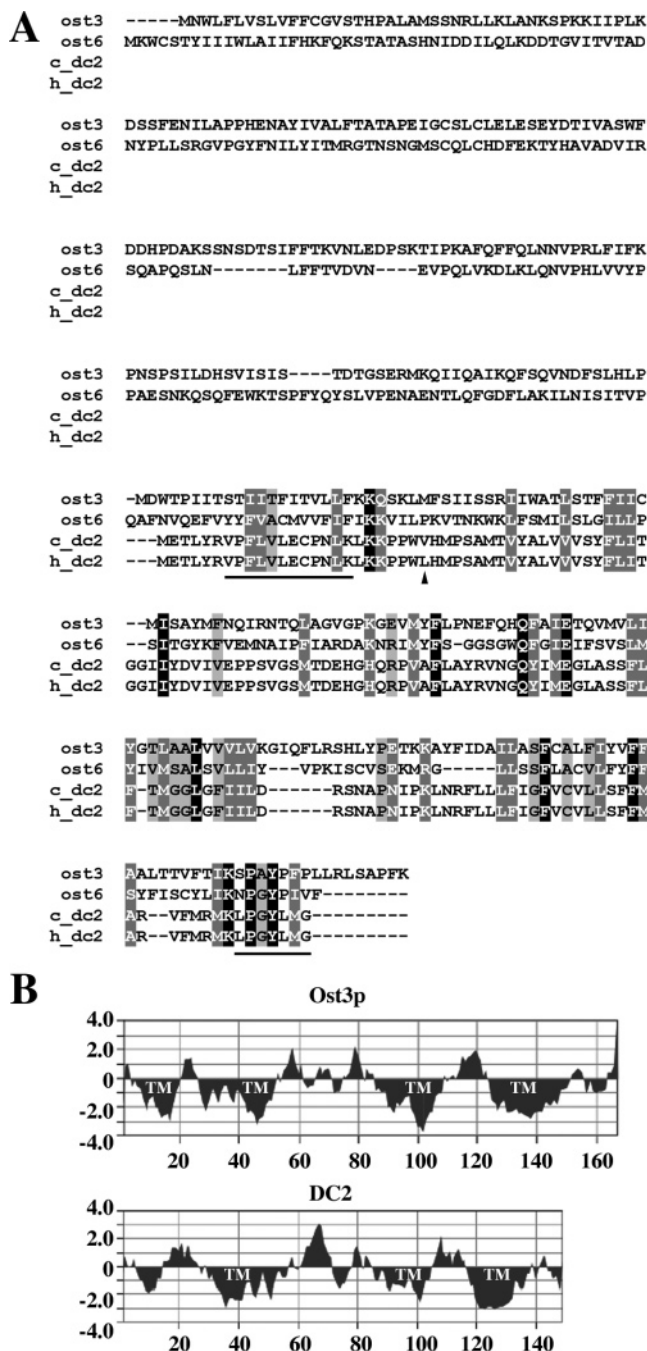 A
ost3 -----MNWLFLVSLVFFCGVSTHPALAMSSNRLLKLANKSPKKIIPLK
ost6 MKWCSTYIIIWLAIIFHKFQKSTATASHNIDDILQLKDDTGVITVTAD
c_dc2
h_dc2
ost3 DSSFENILAPPHENAYIVALFTATAPEIGCSLCLELESEYDTIVASWF
ost6 NYPLLSRGVPGYFNILYITMRGTNSNGMSCQLCHDFEKTYHAVADVIR
c_dc2
h_dc2
ost3 DDHPDAKSSNSDTSIFFTKVNLEDPSKTIPKAFQFFQLNNVPRLFIFK
ost6 SQAPQSLN-------LFFTVDVN----EVPQLVKDLKLQNVPHLVVYP
c_dc2
h_dc2
ost3 PNSPSILDHSVISIS----TDTGSERMKQIIQAIKQFSQVNDFSLHLP
ost6 PAESNKQSQFEWKTSPFYQYSLVPENAENTLQFGDFLAKILNISITVP
c_dc2
h_dc2
ost3 -MDWTPIITSTIITFITVLLFKKQSKLMFSIISSRIIWATLSTFFIIC
ost6 QAFNVQEFVYYFVACMVVFIFIKKVILPKVTNKWKLFSMILSLGILLP
c_dc2 ---METLYRVPFLVLECPNLKLKKPPWVHMPSAMTVYALVVVSYFLIT
h_dc2 ---METLYRVPFLVLECPNLKLKKPPWLHMPSAMTVYALVVVSYFLIT
ost3 --MISAYMFNQIRNTQLAGVGPKGEVMYFLPNEFQHQFAIETQVMVLI
ost6 --SITGYKFVEMNAIPFIARDAKNRIMYFS-GGSGWQFGIEIFSVSLM
c_dc2 GGIIYDVIVEPPSVGSMTDEHGHQRPVAFLAYRVNGQYIMEGLASSFL
h_dc2 GGIIYDVIVEPPSVGSMTDEHGHQRPVAFLAYRVNGQYIMEGLASSFL
ost3 YGTLAALVVVLVKGIQFLRSHLYPETKKAYFIDAILASFCALFIYVFF
ost6 YIVMSALSVLLIY---VPKISCVSEKMRG-----LLSSFLACVLFYFF
c_dc2 F-TMGGLGFIIILD------RSNAPNIPKLNRFLLLFIGFVCVLLSFFM
h_dc2 F-TMGGLGFIIILD------RSNAPNIPKLNRFLLLFIGFVCVLLSFFM
ost3 AALTTVFTIKSPAYPFPLLRLSAPFK
ost6 SYFISCYLIKNPGYPIVF--------
c_dc2 AR--VFMRMKLPGYLMG---------
h_dc2 AR--VFMRMKLPGYLMG---------
B
Ost3p
4.0
2.0
0
-2.0
-4.0
TM TM TM TM
20 40 60 80 100 120 140 160
DC2
4.0
2.0
0
-2.0
-4.0
TM TM TM
20 40 60 80 100 120 140